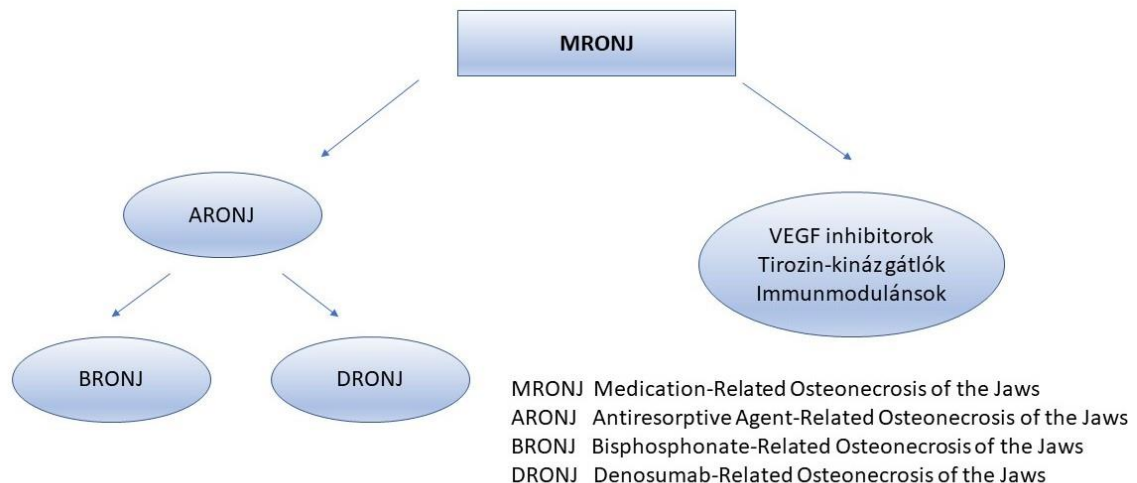 MRONJ
ARONJ
VEGF inhibitorok
Tirozin-kináz gátlók
Immunmodulánsok
BRONJ
DRONJ
MRONJ Medication-Related Osteonecrosis of the Jaws
ARONJ Antiresorptive Agent-Related Osteonecrosis of the Jaws
BRONJ Bisphosphonate-Related Osteonecrosis of the Jaws
DRONJ Denosumab-Related Osteonecrosis of the Jaws